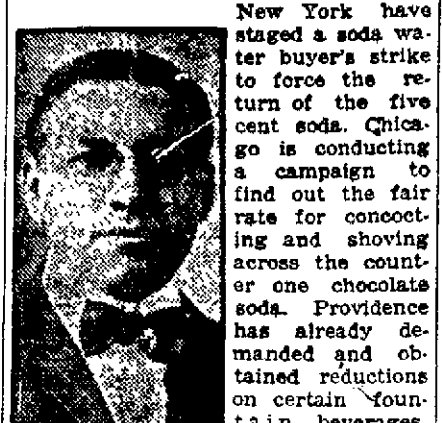 New York have
staged a soda wa-
ter buyer's strike
to force the re-
turn of the five
cent soda. Chica-
go is conducting
a campaign to
find out the fair
rate for concoct-
ing and shoving
across the count-
er one chocolate
soda. Providence
has already de-
manded and ob-
tained reductions
on certain foun-
tain beverages.